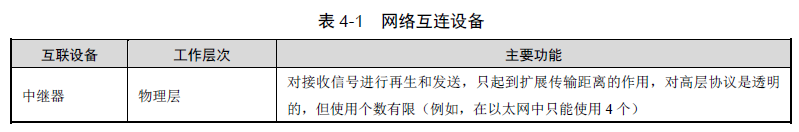 表 4-1 网络互连设备
互联设备 工作层次 主要功能
中继器 物理层 对接收信号进行再生和发送，只起到扩展传输距离的作用，对高层协议是透明
的，但使用个数有限（例如，在以太网中只能使用 4 个）